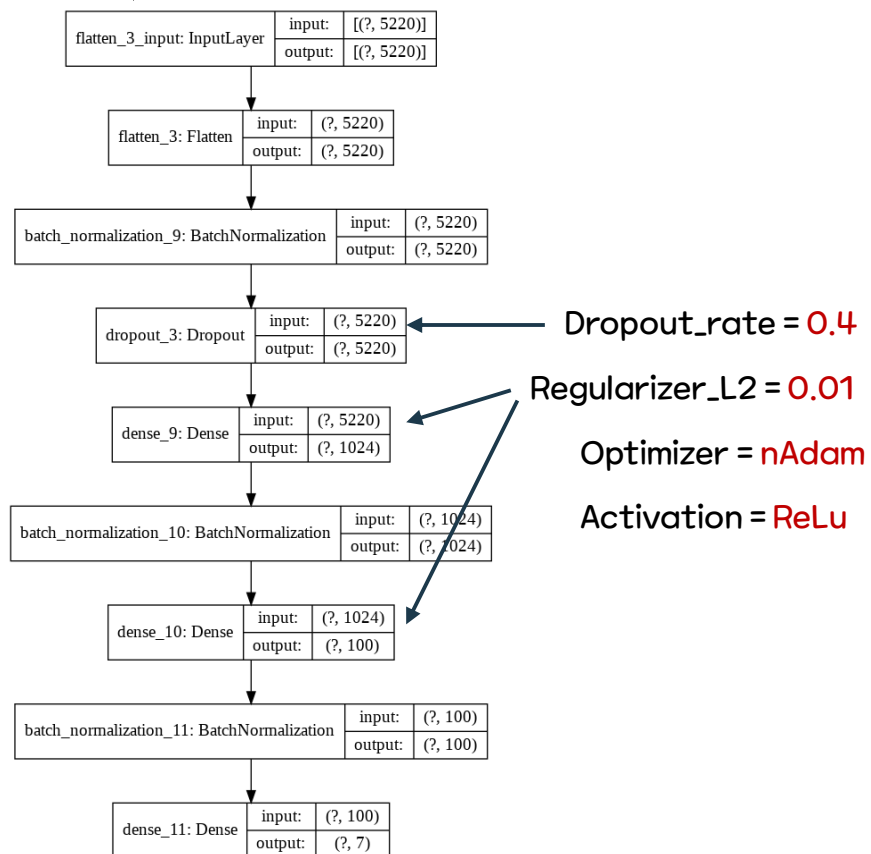 flatten_3_input: InputLayer
input: [(?, 5220)]
output: [(?, 5220)]
flatten_3: Flatten
input: (?, 5220)
output: (?, 5220)
batch_normalization_9: BatchNormalization
input: (?, 5220)
output: (?, 5220)
dropout_3: Dropout
input: (?, 5220)
output: (?, 5220)
Dropout_rate = 0.4
Regularizer_L2 = 0.01
dense_9: Dense
input: (?, 5220)
output: (?, 1024)
Optimizer = nAdam
Activation = ReLu
batch_normalization_10: BatchNormalization
input: (?, 1024)
output: (?, 1024)
dense_10: Dense
input: (?, 1024)
output: (?, 100)
batch_normalization_11: BatchNormalization
input: (?, 100)
output: (?, 100)
dense_11: Dense
input: (?, 100)
output: (?, 7)